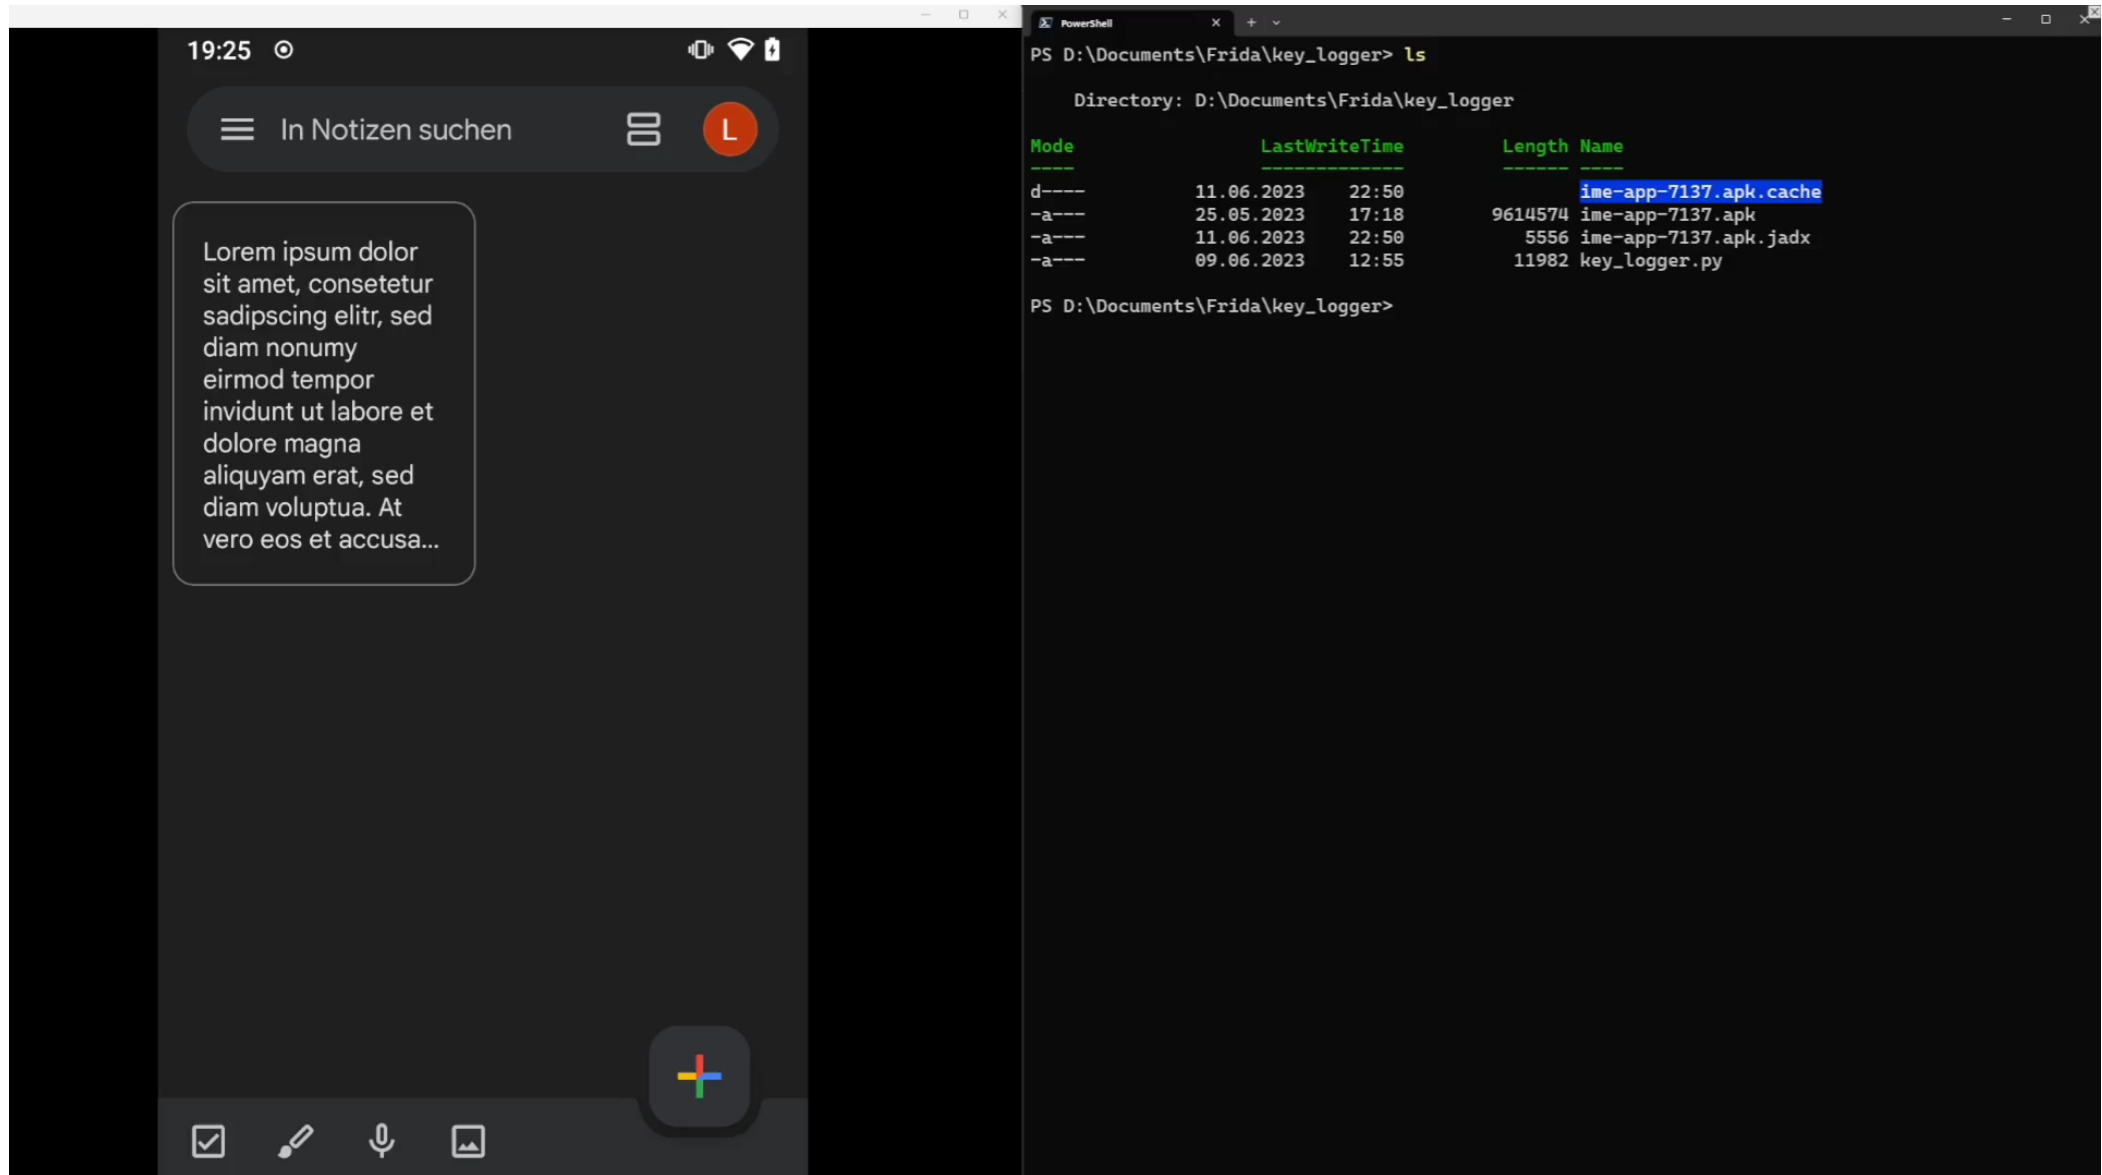 19:25
In Notizen suchen
L
Lorem ipsum dolor
sit amet, consetetur
sadipscing elitr, sed
diam nonumy
eirmod tempor
invidunt ut labore et
dolore magna
aliquyam erat, sed
diam voluptua. At
vero eos et accusa...
PowerShell
PS D:\Documents\Frida\key_logger> ls
Directory: D:\Documents\Frida\key_logger
Mode LastWriteTime Length Name
---- ------------- ------ ----
d---- 11.06.2023 22:50 ime-app-7137.apk.cache
-a--- 25.05.2023 17:18 9614574 ime-app-7137.apk
-a--- 11.06.2023 22:50 5556 ime-app-7137.apk.jadx
-a--- 09.06.2023 12:55 11982 key_logger.py
PS D:\Documents\Frida\key_logger>